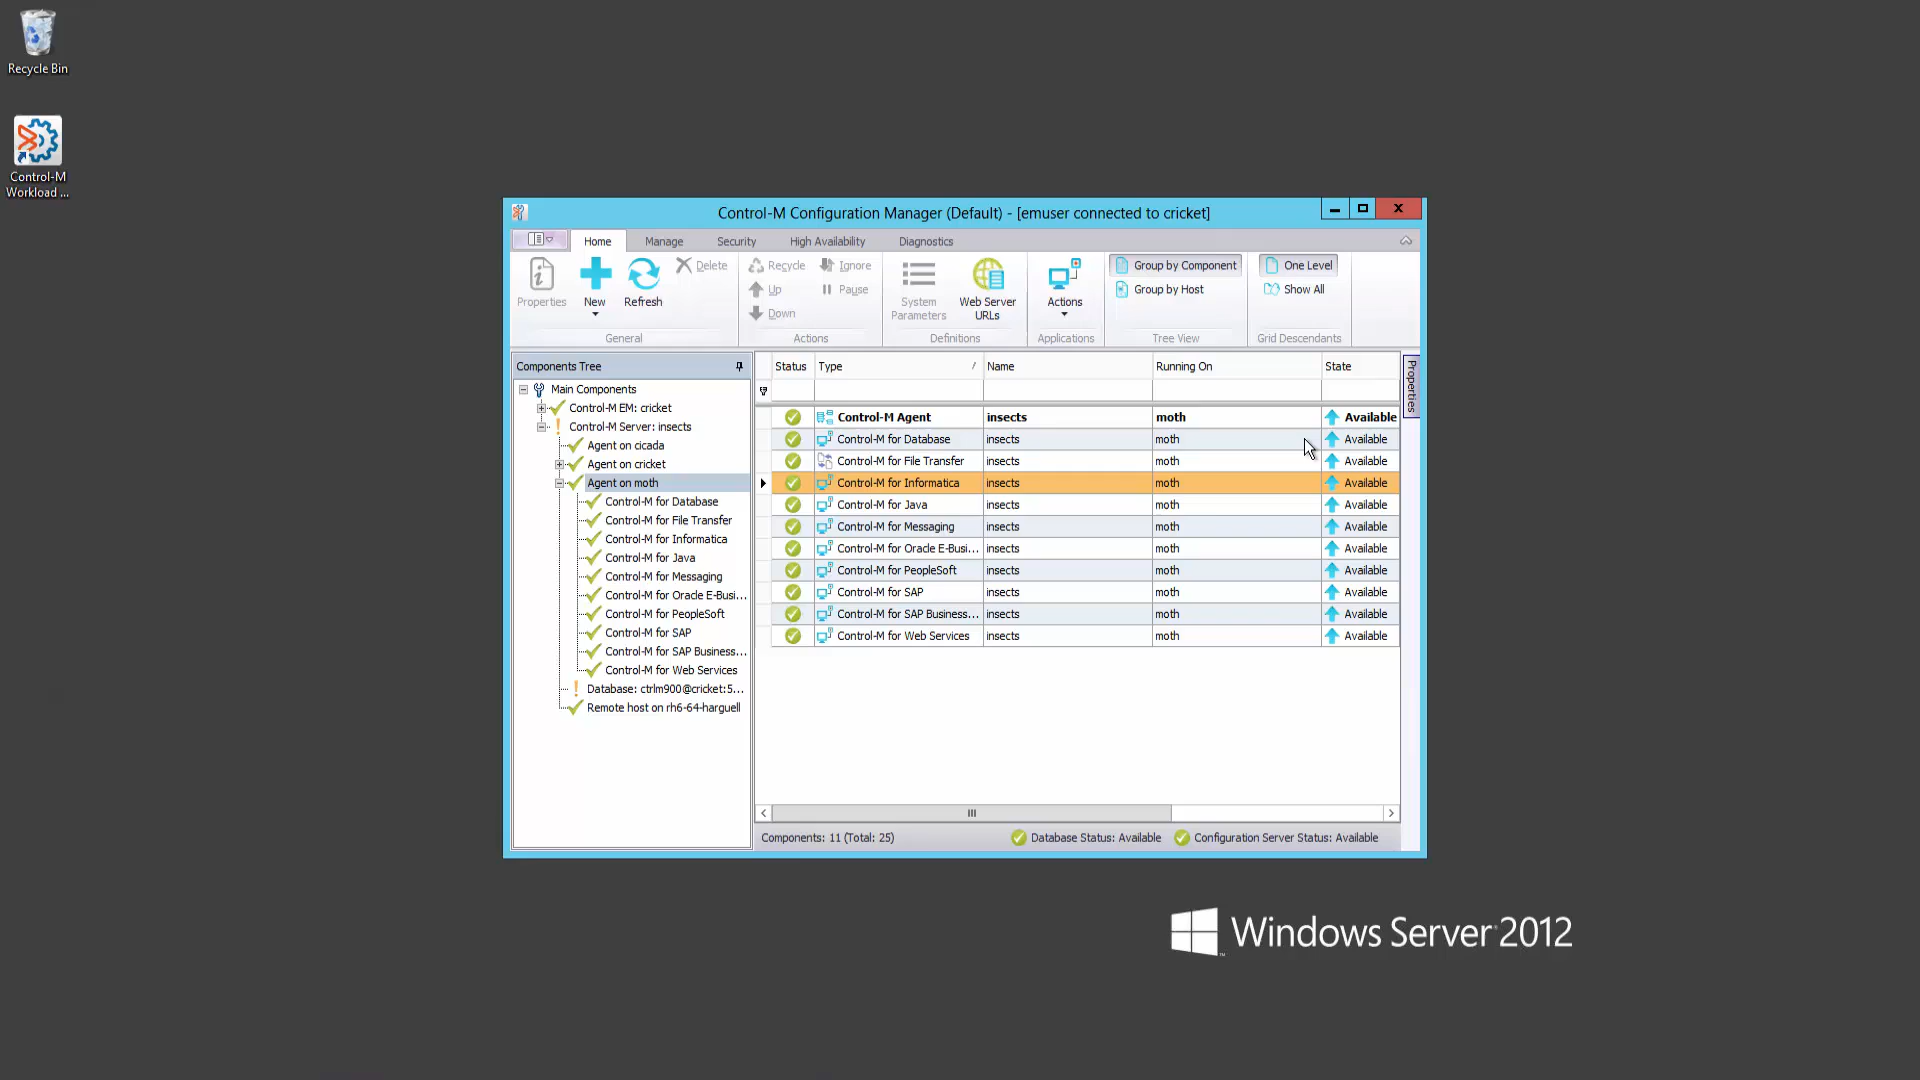 Recycle Bin
Control-M
Workload ...
Control-M Configuration Manager (Default) - [emuser connected to cricket]
Home Manage Security High Availability Diagnostics
Properties
New
Refresh
Delete
General
Recycle
Ignore
Up
Pause
Down
Actions
System
Parameters
Web Server
URLs
Definitions
Actions
Applications
Group by Component
Group by Host
Tree View
One Level
Show All
Grid Descendants
Components Tree
Main Components
Control-M EM: cricket
Control-M Server: insects
Agent on cicada
Agent on cricket
Agent on moth
Control-M for Database
Control-M for File Transfer
Control-M for Informatica
Control-M for Java
Control-M for Messaging
Control-M for Oracle E-Busi...
Control-M for PeopleSoft
Control-M for SAP
Control-M for SAP Business...
Control-M for Web Services
Database: ctrlm900@cricket:5...
Remote host on rh6-64-harguell
Status Type Name Running On State
Control-M Agent insects moth Available
Control-M for Database insects moth Available
Control-M for File Transfer insects moth Available
Control-M for Informatica insects moth Available
Control-M for Java insects moth Available
Control-M for Messaging insects moth Available
Control-M for Oracle E-Busi... insects moth Available
Control-M for PeopleSoft insects moth Available
Control-M for SAP insects moth Available
Control-M for SAP Business... insects moth Available
Control-M for Web Services insects moth Available
Properties
Components: 11 (Total: 25)
Database Status: Available
Configuration Server Status: Available
Windows Server 2012